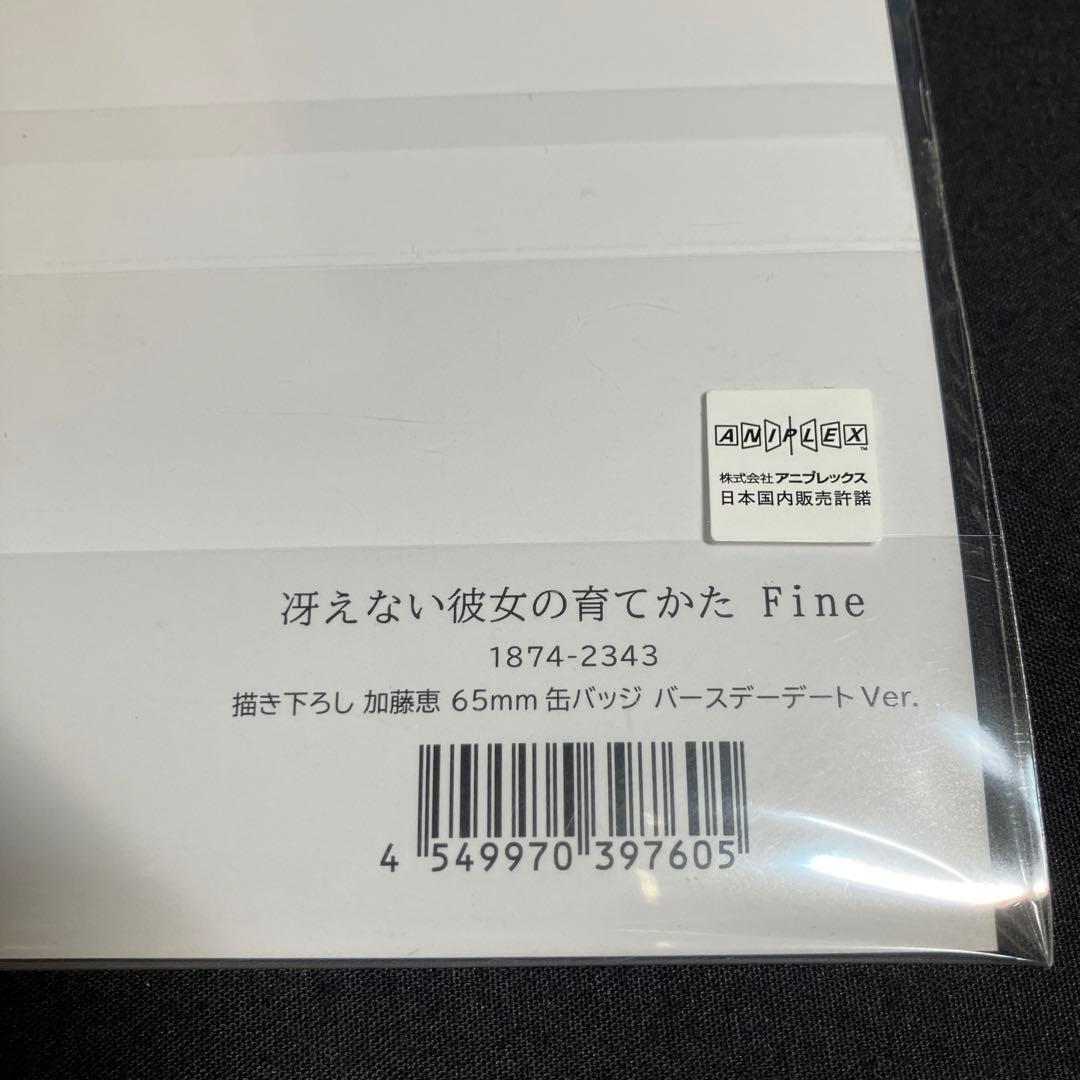 ANIPLEX™
株式会社アニプレックス
日本国内販売許諾
冴えない彼女の育てかた Fine
1874-2343
描き下ろし 加藤恵 65mm 缶バッジ バースデーデート Ver.
4 549970 397605